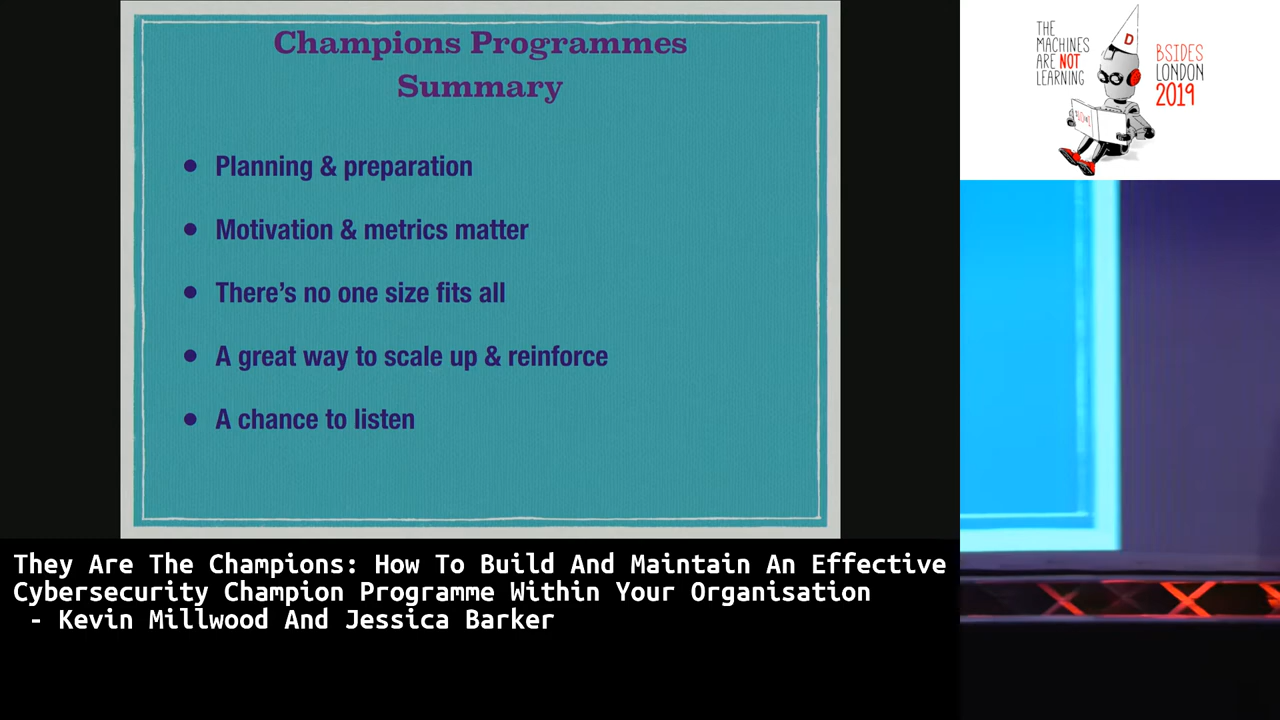 Champions Programmes
Summary
• Planning & preparation
• Motivation & metrics matter
• There's no one size fits all
• A great way to scale up & reinforce
• A chance to listen
THE
MACHINES
ARE NOT
LEARNING
D
BSIDES
LONDON
2019
They Are The Champions: How To Build And Maintain An Effective
Cybersecurity Champion Programme Within Your Organisation
- Kevin Millwood And Jessica Barker